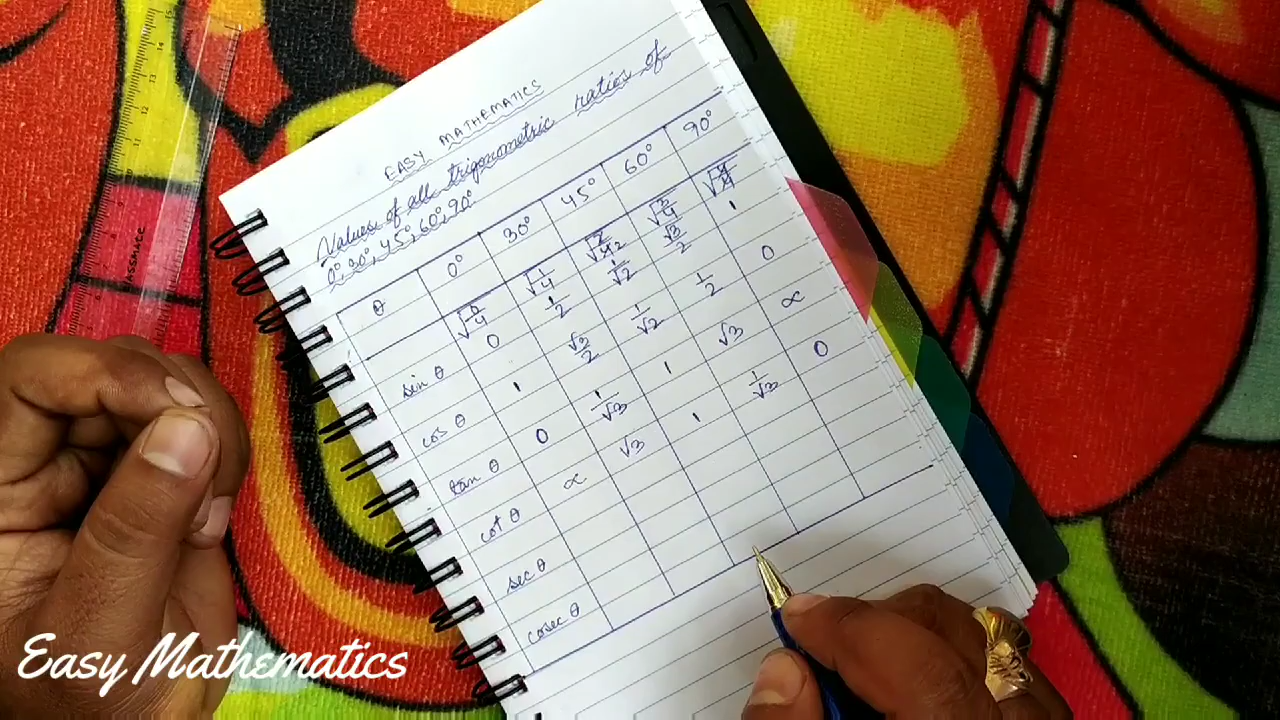 EASY MATHEMATICS
Values of all trigonometric ratios of
0°, 30°, 45°, 60°, 90°
θ 0° 30° 45° 60° 90°
sin θ √0/4 0 √1/4 1/2 √2/4 2 1/√2 √3/4 √3/2 √4/4 1
cos θ 1 √3/2 1/√2 1/2 0
tan θ 0 1/√3 1 √3 ∝
cot θ ∝ √3 1 1/√3 0
sec θ
cosec θ
Easy Mathematics